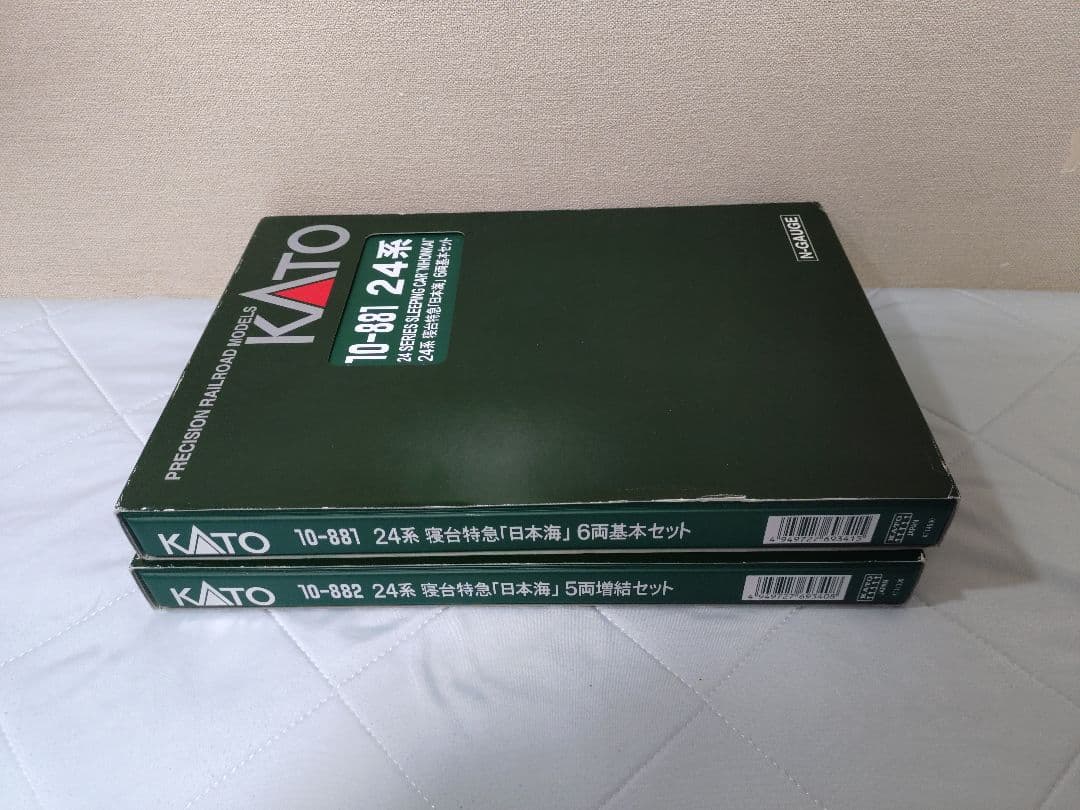 PRECISION RAILROAD MODELS
KATO
10-881 24系
24 SERIES SLEEPING CAR "NIHONKAI"
24系 寝台特急「日本海」6両基本セット
N-GAUGE
KATO 10-881 24系 寝台特急「日本海」6両基本セット
KATO 10-882 24系 寝台特急「日本海」5両増結セット